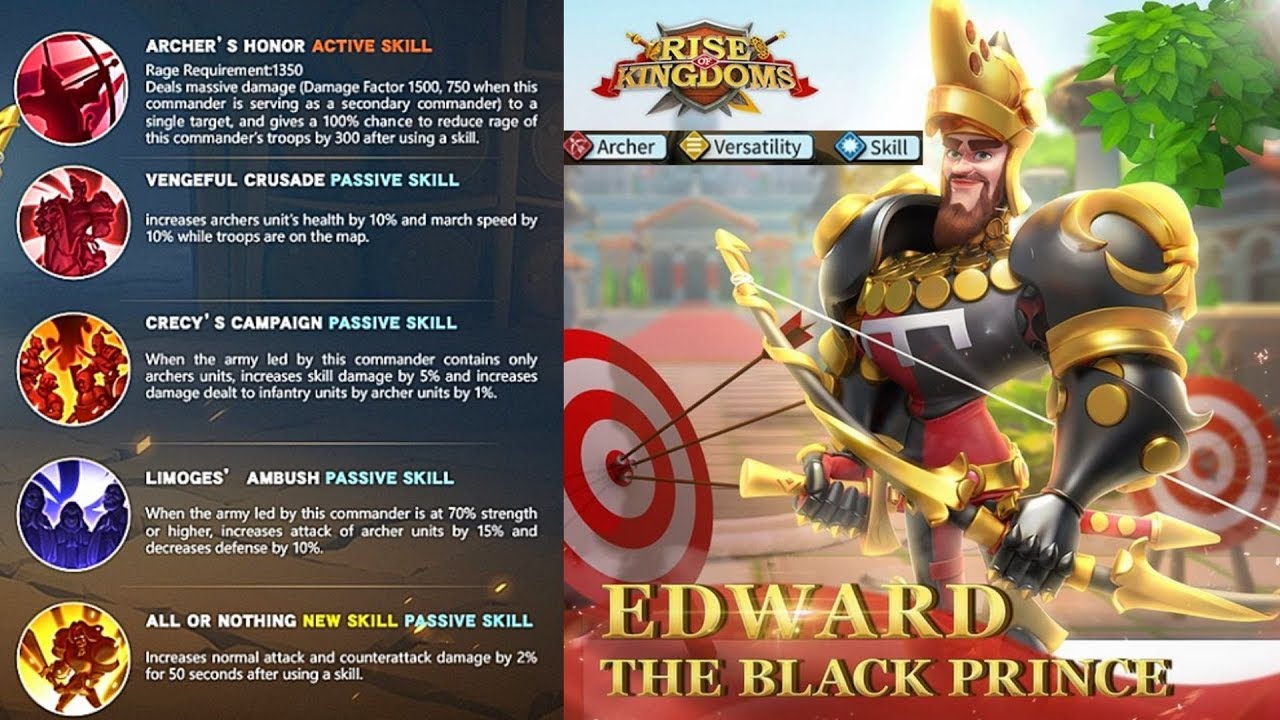 ARCHER'S HONOR ACTIVE SKILL
Rage Requirement:1350
Deals massive damage (Damage Factor 1500, 750 when this
commander is serving as a secondary commander) to a
single target, and gives a 100% chance to reduce rage of
this commander's troops by 300 after using a skill.
VENGEFUL CRUSADE PASSIVE SKILL
increases archers unit's health by 10% and march speed by
10% while troops are on the map.
CRECY'S CAMPAIGN PASSIVE SKILL
When the army led by this commander contains only
archers units, increases skill damage by 5% and increases
damage dealt to infantry units by archer units by 1%.
LIMOGES' AMBUSH PASSIVE SKILL
When the army led by this commander is at 70% strength
or higher, increases attack of archer units by 15% and
decreases defense by 10%.
ALL OR NOTHING NEW SKILL PASSIVE SKILL
Increases normal attack and counterattack damage by 2%
for 50 seconds after using a skill.
RISE
OF
KINGDOMS
Archer Versatility Skill
EDWARD
THE BLACK PRINCE